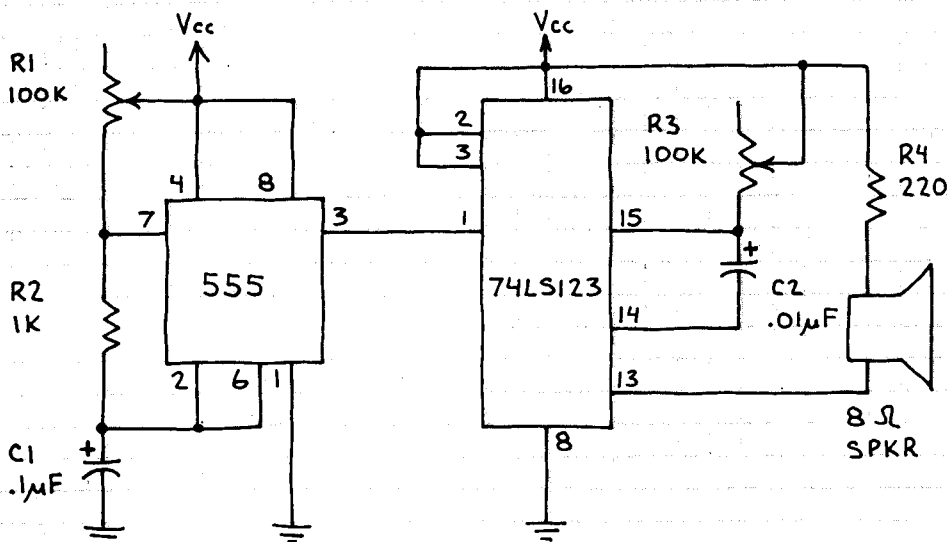 Vcc
R1
100K
4
8
7
3
555
R2
1K
2
6
1
C1
+
.1µF
Vcc
16
2
3
1
74LS123
15
14
13
8
R3
100K
+
C2
.01µF
R4
220
8 Ω
SPKR